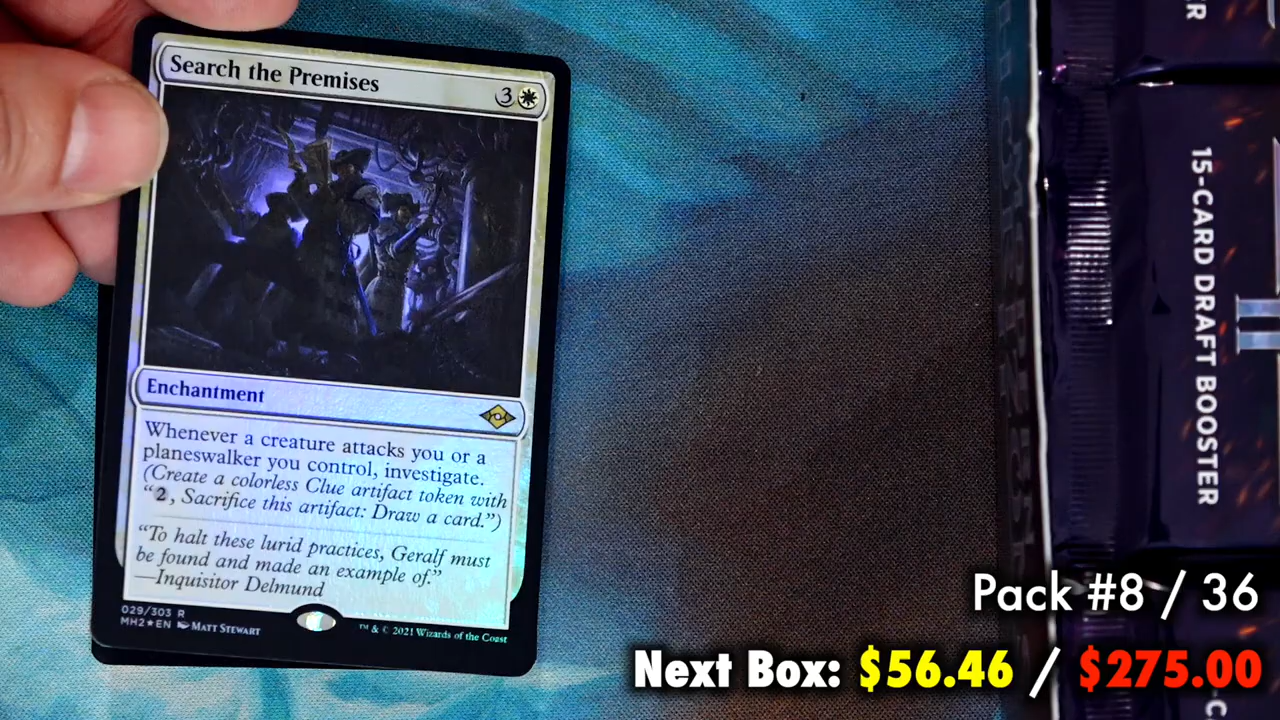 Search the Premises
3
Enchantment
Whenever a creature attacks you or a
planeswalker you control, investigate.
(Create a colorless Clue artifact token with
“2, Sacrifice this artifact: Draw a card.”)
“To halt these lurid practices, Geralf must
be found and made an example of.”
—Inquisitor Delmund
029/303 R
MH2★EN MATT STEWART
™ & © 2021 Wizards of the Coast
15-CARD DRAFT BOOSTER
Pack #8 / 36
Next Box: $56.46 / $275.00